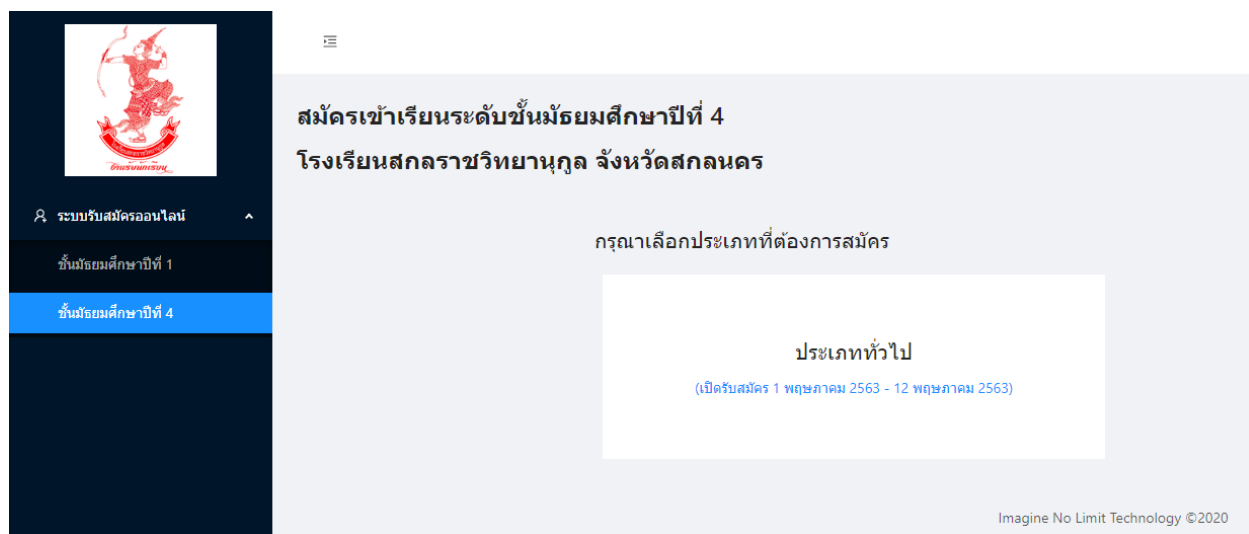 สมัครเข้าเรียนระดับชั้นมัธยมศึกษาปีที่ 4
โรงเรียนสกลราชวิทยานุกูล จังหวัดสกลนคร
ระบบรับสมัครออนไลน์
ชั้นมัธยมศึกษาปีที่ 1
ชั้นมัธยมศึกษาปีที่ 4
กรุณาเลือกประเภทที่ต้องการสมัคร
ประเภททั่วไป
(เปิดรับสมัคร 1 พฤษภาคม 2563 - 12 พฤษภาคม 2563)
Imagine No Limit Technology ©2020